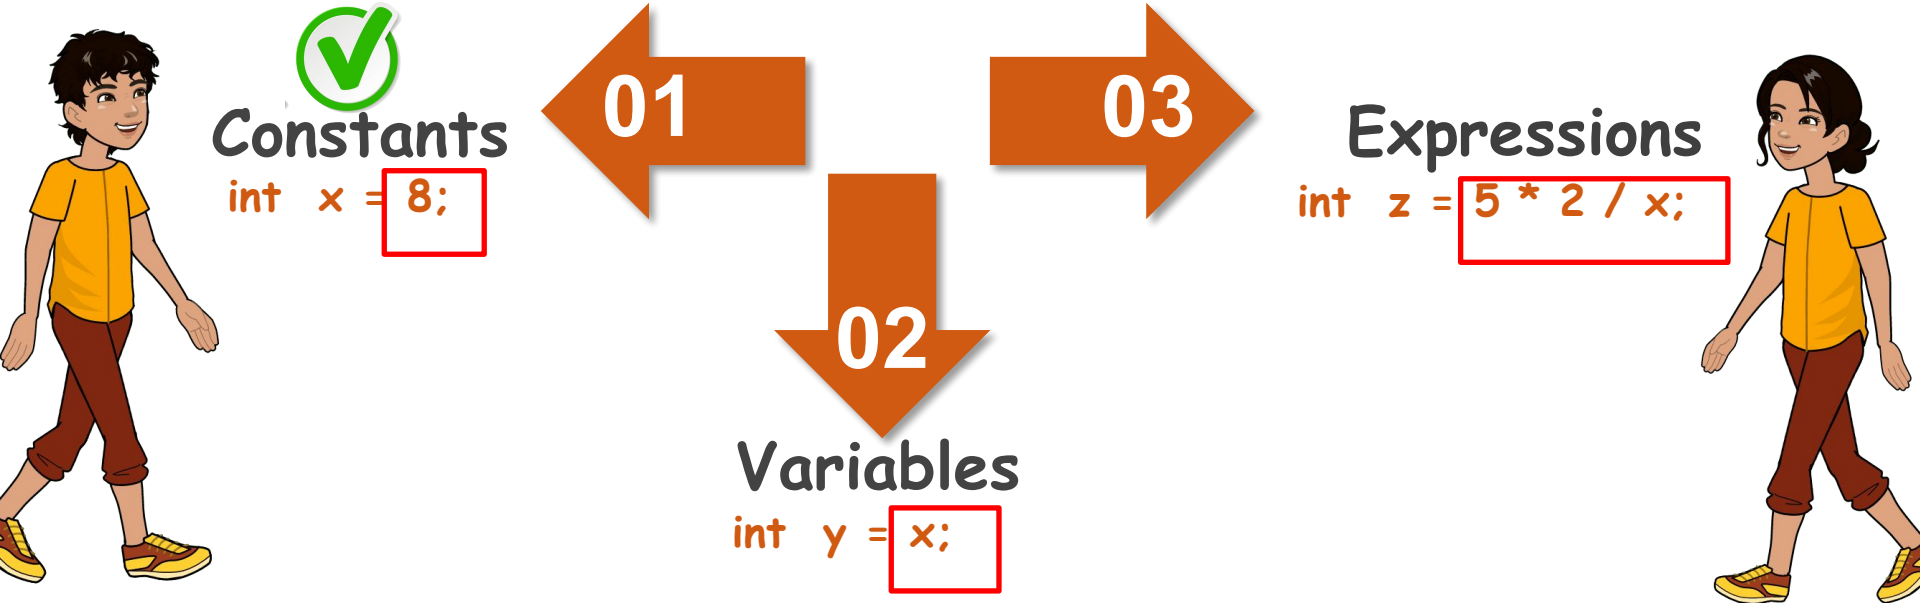 01
Constants
int x = 8;
02
Variables
int y = x;
03
Expressions
int z = 5 * 2 / x;